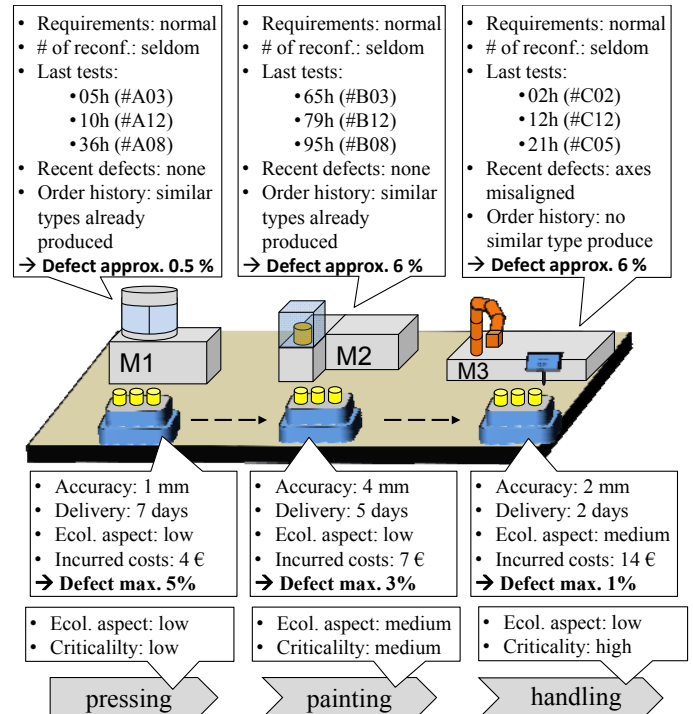 • Requirements: normal
• # of reconf.: seldom
• Last tests:
• 05h (#A03)
• 10h (#A12)
• 36h (#A08)
• Recent defects: none
• Order history: similar
types already
produced
→ Defect approx. 0.5 %
• Requirements: normal
• # of reconf.: seldom
• Last tests:
• 65h (#B03)
• 79h (#B12)
• 95h (#B08)
• Recent defects: none
• Order history: similar
types already
produced
→ Defect approx. 6 %
• Requirements: normal
• # of reconf.: seldom
• Last tests:
• 02h (#C02)
• 12h (#C12)
• 21h (#C05)
• Recent defects: axes
misaligned
• Order history: no
similar type produce
→ Defect approx. 6 %
M1
M2
M3
• Accuracy: 1 mm
• Delivery: 7 days
• Ecol. aspect: low
• Incurred costs: 4 €
→ Defect max. 5%
• Accuracy: 4 mm
• Delivery: 5 days
• Ecol. aspect: low
• Incurred costs: 7 €
→ Defect max. 3%
• Accuracy: 2 mm
• Delivery: 2 days
• Ecol. aspect: medium
• Incurred costs: 14 €
→ Defect max. 1%
• Ecol. aspect: low
• Criticalilty: low
• Ecol. aspect: medium
• Criticality: medium
• Ecol. aspect: low
• Criticality: high
pressing
painting
handling